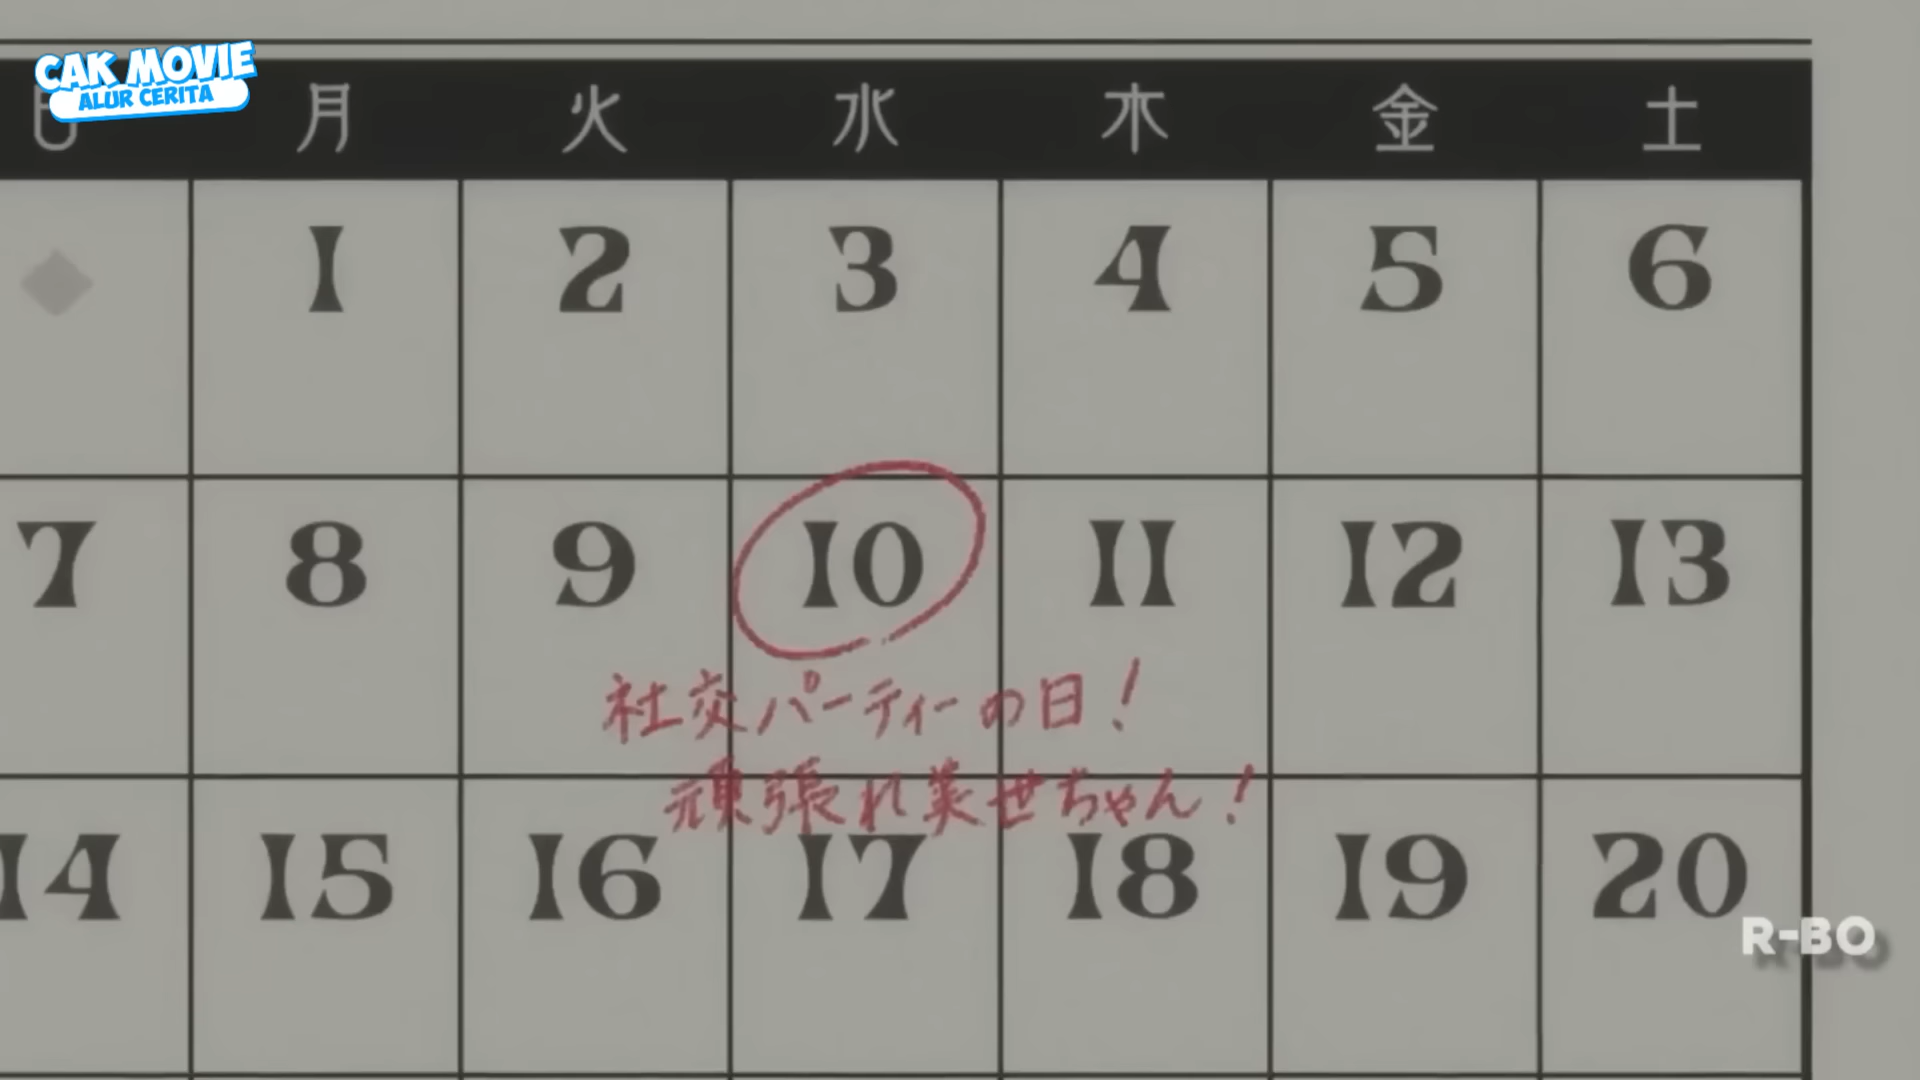 CAK MOVIE
ALUR CERITA
日 月 火 水 木 金 土
1 2 3 4 5 6
7 8 9 10 11 12 13
社交パーティーの日!
頑張れ美世ちゃん!
14 15 16 17 18 19 20
R-BO